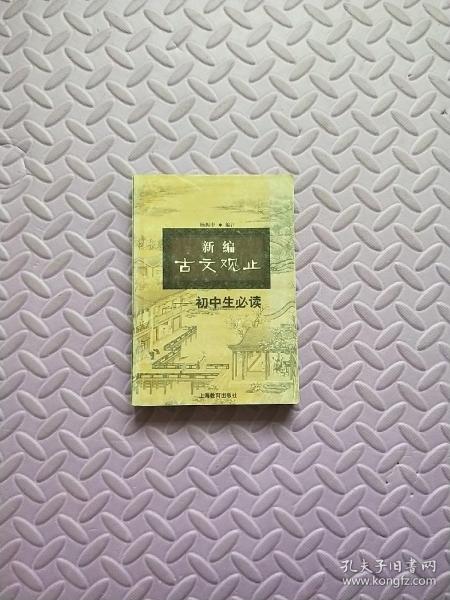 新编
古文观止
——初中生必读
上海教育出版社
孔夫子旧书网
www.kongfz.com